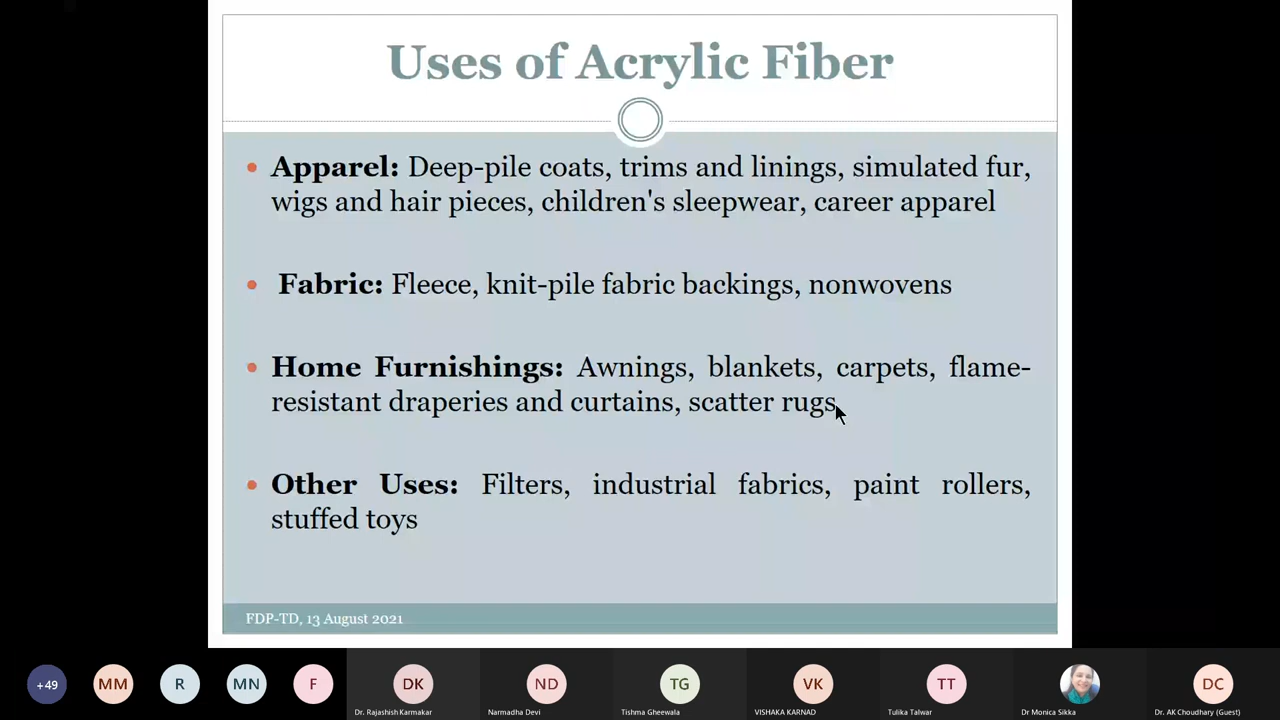 Uses of Acrylic Fiber
Apparel: Deep-pile coats, trims and linings, simulated fur,
wigs and hair pieces, children's sleepwear, career apparel
Fabric: Fleece, knit-pile fabric backings, nonwovens
Home Furnishings: Awnings, blankets, carpets, flame-
resistant draperies and curtains, scatter rugs
Other Uses: Filters, industrial fabrics, paint rollers,
stuffed toys
FDP-TD, 13 August 2021
+49 MM R MN F DK ND TG VK TT DC
Dr. Rajashish Karmakar Narmadha Devi Tishma Gheewala VISHAKA KARNAD Tulika Talwar Dr Monica Sikka Dr. AK Choudhary (Guest)